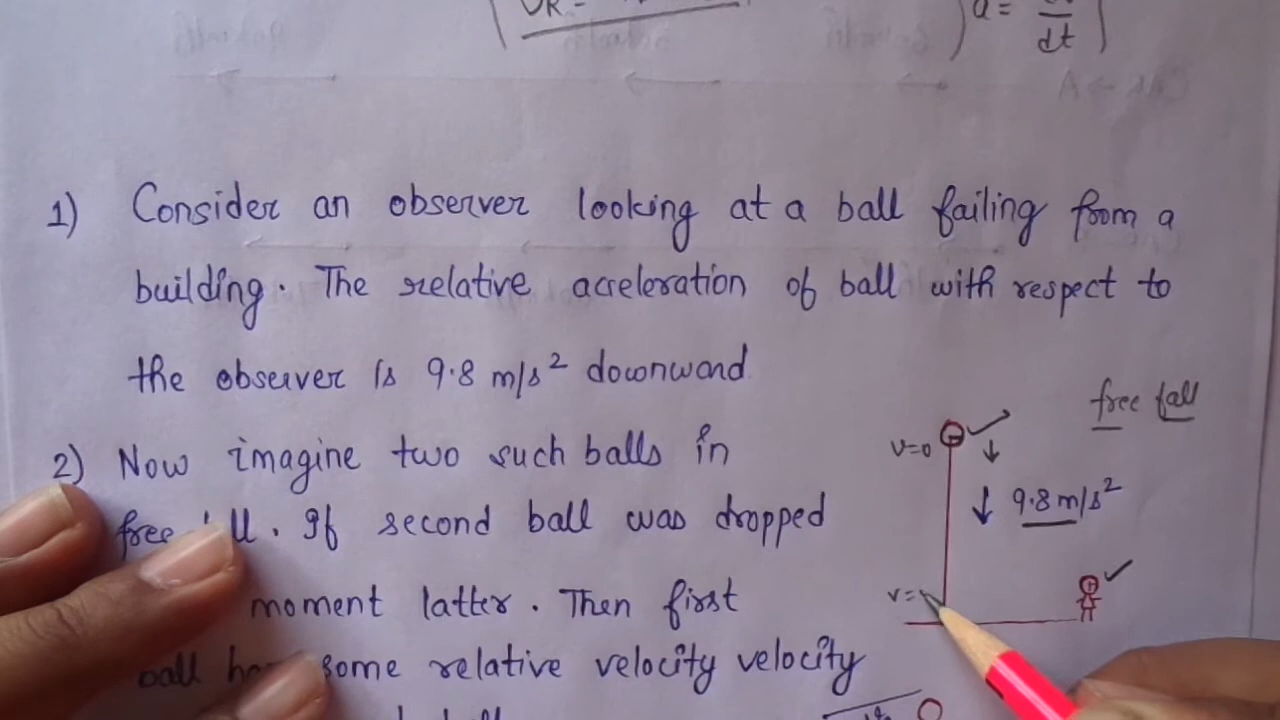 a =
dt
1) Consider an observer looking at a ball failing from a
building. The relative acceleration of ball with respect to
the observer is 9.8 m/s² downward
free fall
v=0
9.8 m/s²
2) Now imagine two such balls in
free . If second ball was dropped
moment latter. Then first
v=
ball some relative velocity velocity